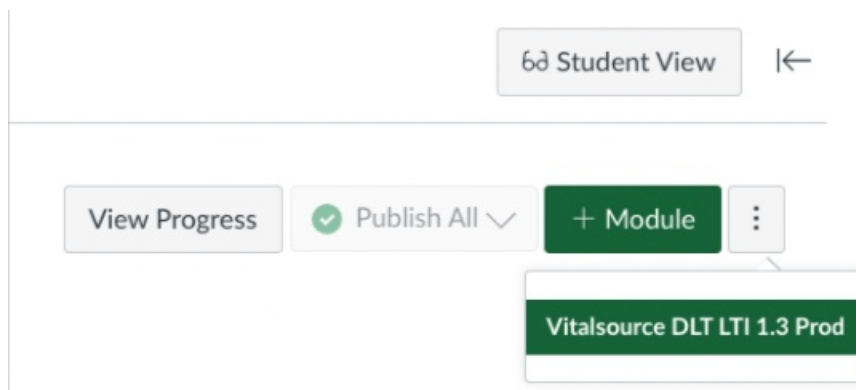 Student View
View Progress
Publish All
+ Module
Vitalsource DLT LTI 1.3 Prod